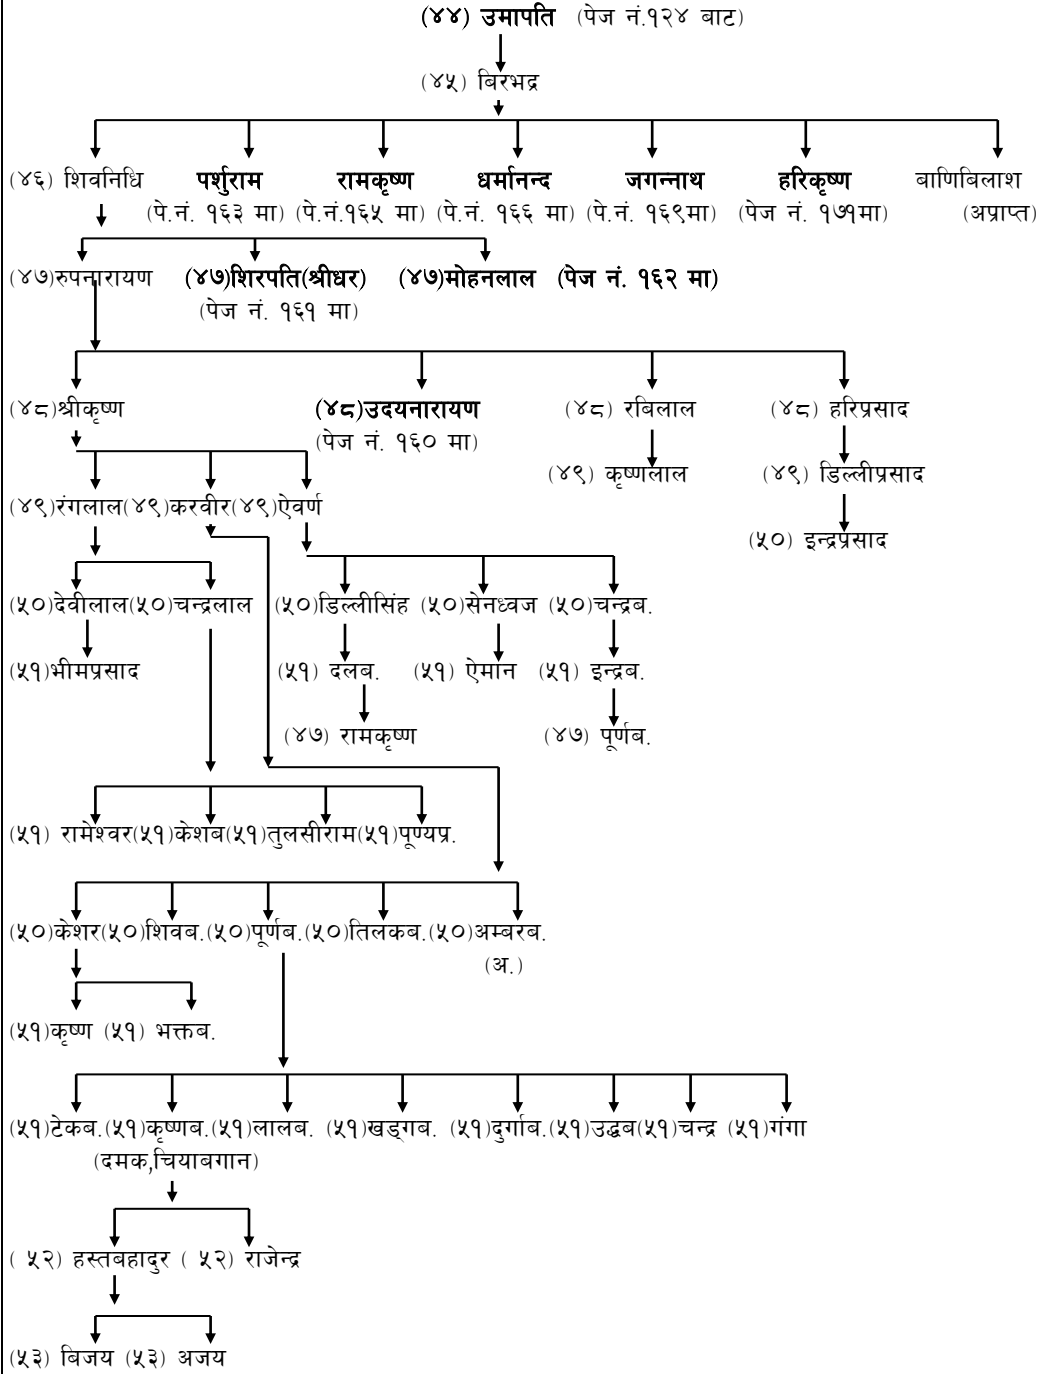 (४४) उमापति (पेज नं.१२४ बाट)
(४५) बिरभद्र
(४६) शिवनिधि पर्शुराम रामकृष्ण धर्मानन्द जगन्नाथ हरिकृष्ण बाणिबिलाश
(पे.नं. १६३ मा) (पे.नं.१६५ मा) (पे.नं. १६६ मा) (पे.नं. १६९मा) (पेज नं. १७१मा) (अप्राप्त)
(४७)रुपनारायण (४७)शिरपति(श्रीधर) (४७)मोहनलाल (पेज नं. १६२ मा)
(पेज नं. १६१ मा)
(४८)श्रीकृष्ण (४८)उदयनारायण (४८) रबिलाल (४८) हरिप्रसाद
(पेज नं. १६० मा)
(४९) कृष्णलाल (४९) डिल्लीप्रसाद
(४९)रंगलाल(४९)करवीर(४९)ऐवर्ण
(५०) इन्द्रप्रसाद
(५०)देवीलाल(५०)चन्द्रलाल (५०)डिल्लीसिंह (५०)सेनध्वज (५०)चन्द्रब.
(५१)भीमप्रसाद (५१) दलब. (५१) ऐमान (५१) इन्द्रब.
(४७) रामकृष्ण (४७) पूर्णब.
(५१) रामेश्वर(५१)केशब(५१)तुलसीराम(५१)पूण्यप्र.
(५०)केशर(५०)शिवब.(५०)पूर्णब.(५०)तिलकब.(५०)अम्बरब.
(अ.)
(५१)कृष्ण (५१) भक्तब.
(५१)टेकब.(५१)कृष्णब.(५१)लालब. (५१)खड्गब. (५१)दुर्गाब.(५१)उद्धब(५१)चन्द्र (५१)गंगा
(दमक,चियाबगान)
( ५२) हस्तबहादुर ( ५२) राजेन्द्र
(५३) बिजय (५३) अजय